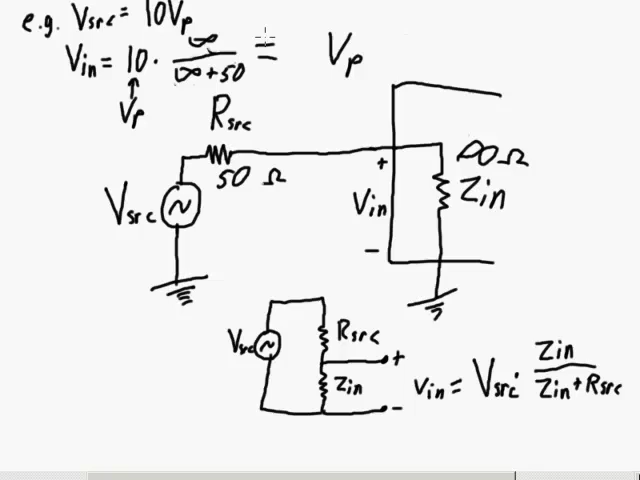 e.g. Vsrc = 10Vp
Vin = 10 · ∞ / (∞ + 50) = Vp
Vp
Rsrc
50 Ω
Vsrc
+
Vin
−
∞Ω
Zin
Vsrc
Rsrc
Zin
+
−
Vin = Vsrc · Zin / (Zin + Rsrc)